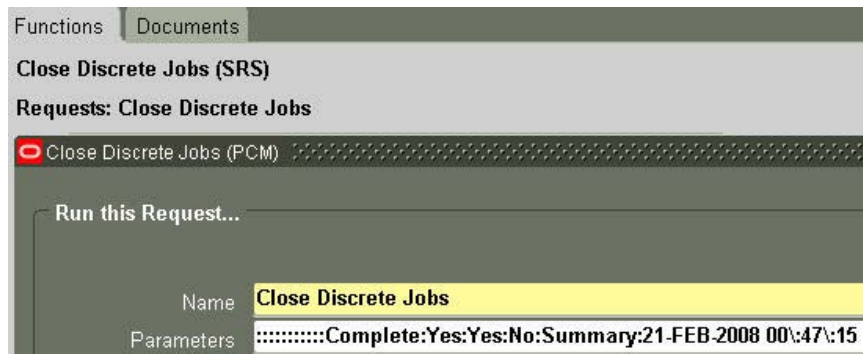 Functions Documents
Close Discrete Jobs (SRS)
Requests: Close Discrete Jobs
Close Discrete Jobs (PCM)
Run this Request...
Name Close Discrete Jobs
Parameters :::::::::::Complete:Yes:Yes:No:Summary:21-FEB-2008 00\:47\:15